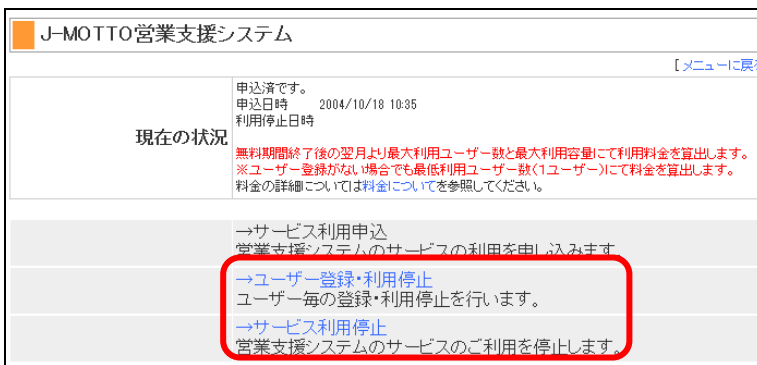 J-MOTTO営業支援システム
[メニューに戻
現在の状況
申込済です。
申込日時 2004/10/18 10:35
利用停止日時
無料期間終了後の翌月より最大利用ユーザー数と最大利用容量にて利用料金を算出します。
※ユーザー登録がない場合でも最低利用ユーザー数(1ユーザー)にて料金を算出します。
料金の詳細については料金についてを参照してください。
→サービス利用申込
営業支援システムのサービスの利用を申し込みます。
→ユーザー登録・利用停止
ユーザー毎の登録・利用停止を行います。
→サービス利用停止
営業支援システムのサービスのご利用を停止します。